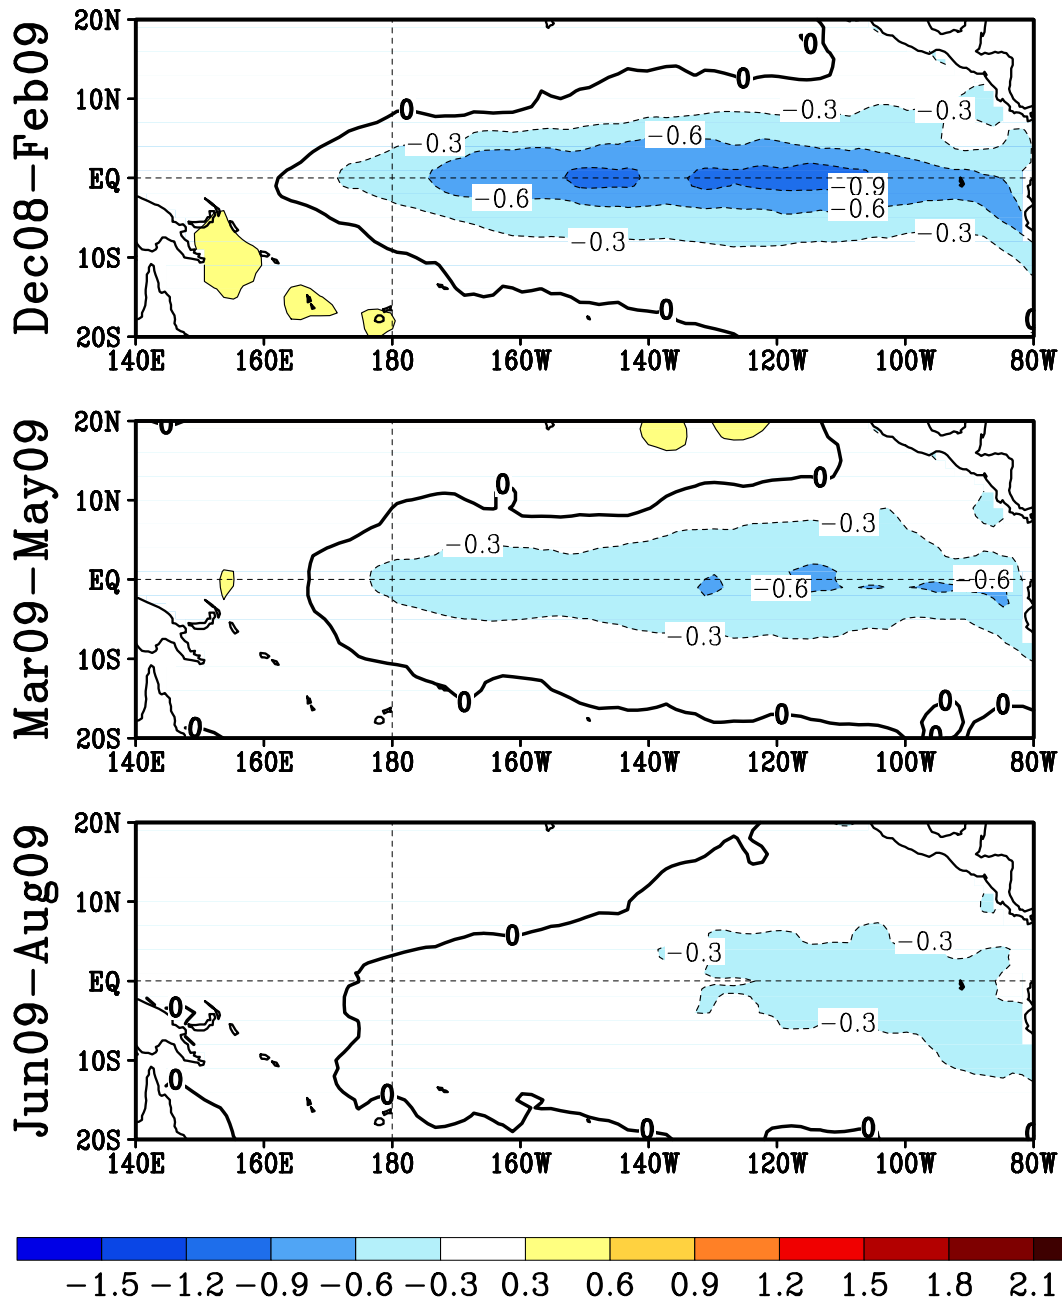 Dec08-Feb09
20N
10N
EQ
10S
20S
140E 160E 180 160W 140W 120W 100W 80W
0 0 0 0 0
-0.3 -0.3 -0.3 -0.6 -0.6 -0.9 -0.6 -0.3 -0.3
Mar09-May09
20N
10N
EQ
10S
20S
140E 160E 180 160W 140W 120W 100W 80W
0 0 0 0 0 0 0 0 0
-0.3 -0.3 -0.6 -0.6 -0.3
Jun09-Aug09
20N
10N
EQ
10S
20S
140E 160E 180 160W 140W 120W 100W 80W
0 0 0 0 0 0 0
-0.3 -0.3 -0.3
-1.5 -1.2 -0.9 -0.6 -0.3 0.3 0.6 0.9 1.2 1.5 1.8 2.1